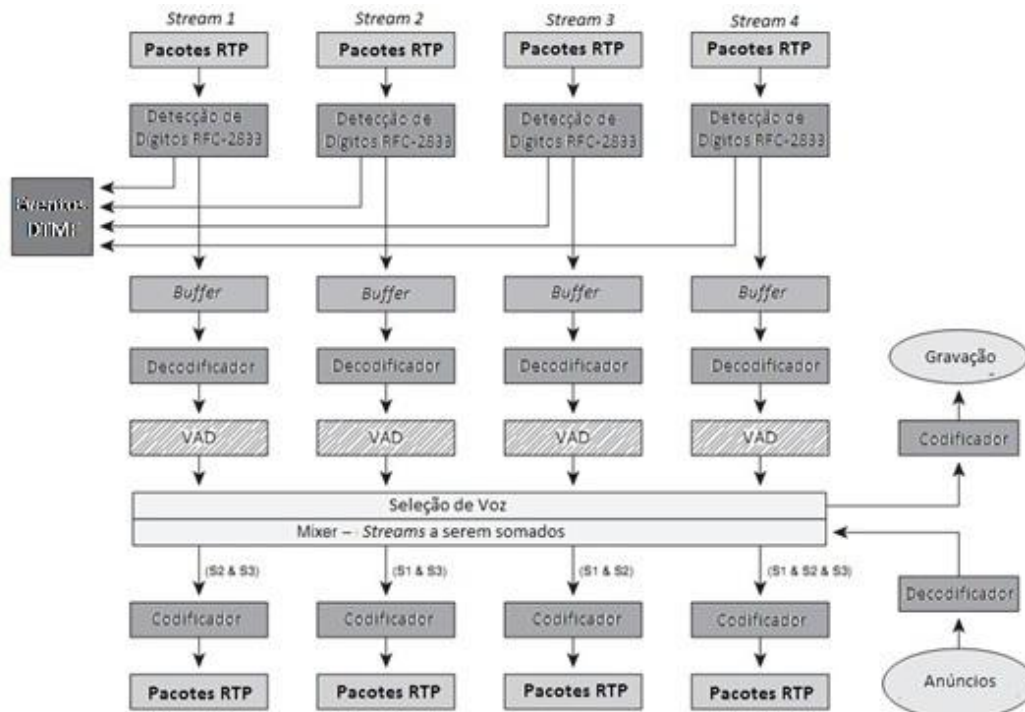 Stream 1 Stream 2 Stream 3 Stream 4
Pacotes RTP Pacotes RTP Pacotes RTP Pacotes RTP
Detecção de Detecção de Detecção de Detecção de
Dígitos RFC-2833 Dígitos RFC-2833 Dígitos RFC-2833 Dígitos RFC-2833
Eventos
DTMF
Buffer Buffer Buffer Buffer
Decodificador Decodificador Decodificador Decodificador
Gravação
VAD VAD VAD VAD
Codificador
Seleção de Voz
Mixer – Streams a serem somados
(S2 & S3) (S1 & S3) (S1 & S2) (S1 & S2 & S3)
Decodificador
Codificador Codificador Codificador Codificador
Anúncios
Pacotes RTP Pacotes RTP Pacotes RTP Pacotes RTP